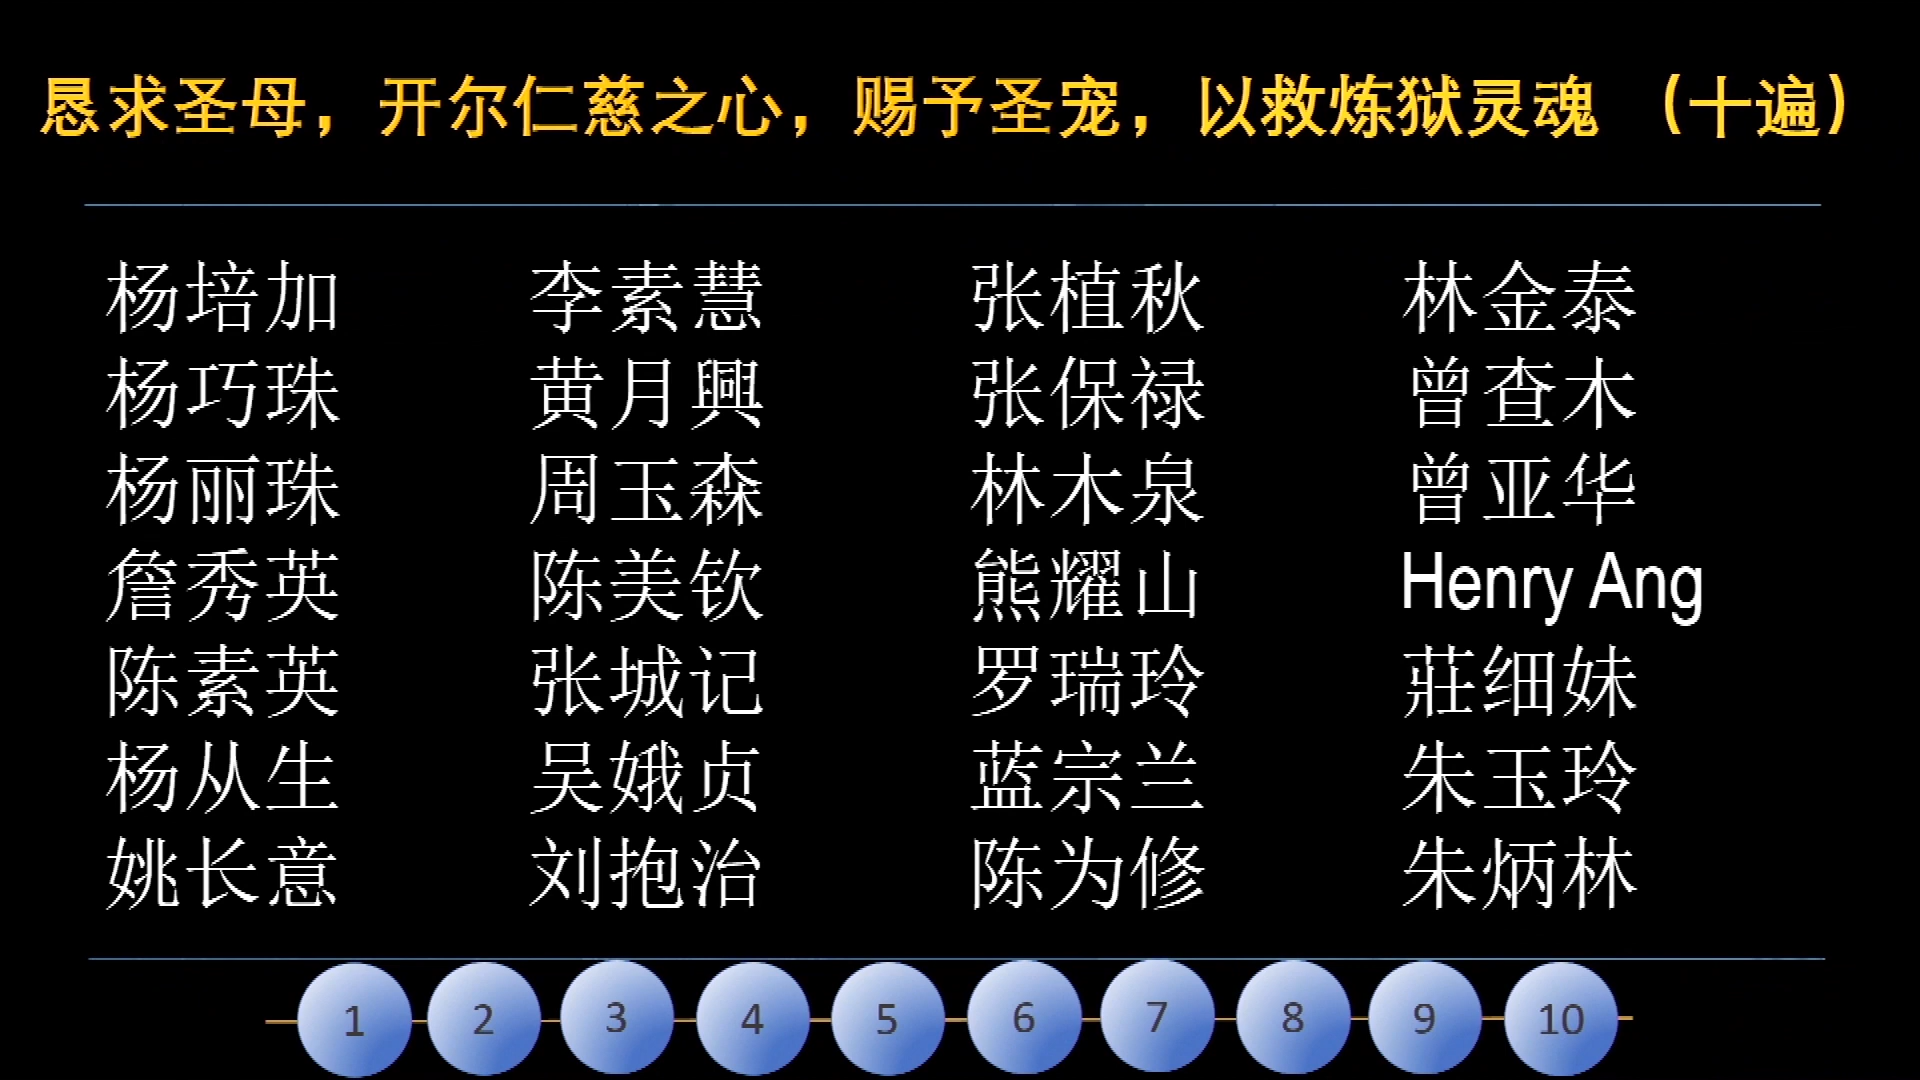 恳求圣母，开尔仁慈之心，赐予圣宠，以救炼狱灵魂 （十遍）
杨培加 李素慧 张植秋 林金泰
杨巧珠 黄月興 张保禄 曾查木
杨丽珠 周玉森 林木泉 曾亚华
詹秀英 陈美钦 熊耀山 Henry Ang
陈素英 张城记 罗瑞玲 莊细妹
杨从生 吴娥贞 蓝宗兰 朱玉玲
姚长意 刘抱治 陈为修 朱炳林
1 2 3 4 5 6 7 8 9 10